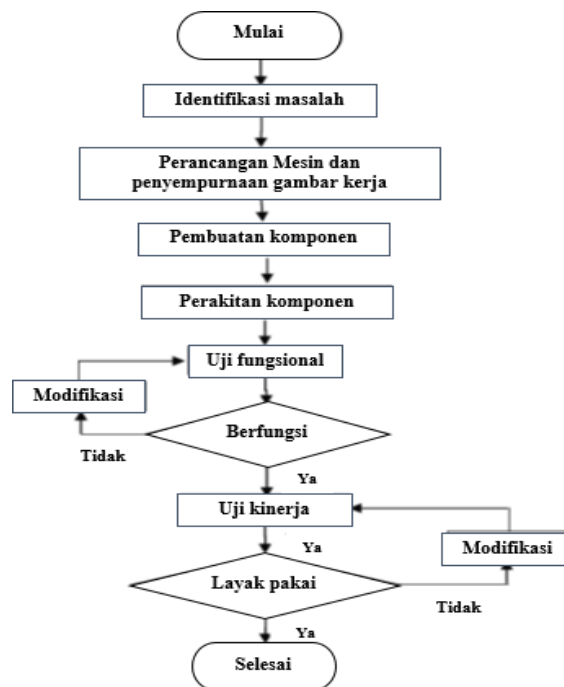 Mulai
Identifikasi masalah
Perancangan Mesin dan
penyempurnaan gambar kerja
Pembuatan komponen
Perakitan komponen
Uji fungsional
Modifikasi
Berfungsi
Tidak
Ya
Uji kinerja
Ya
Modifikasi
Layak pakai
Tidak
Ya
Selesai